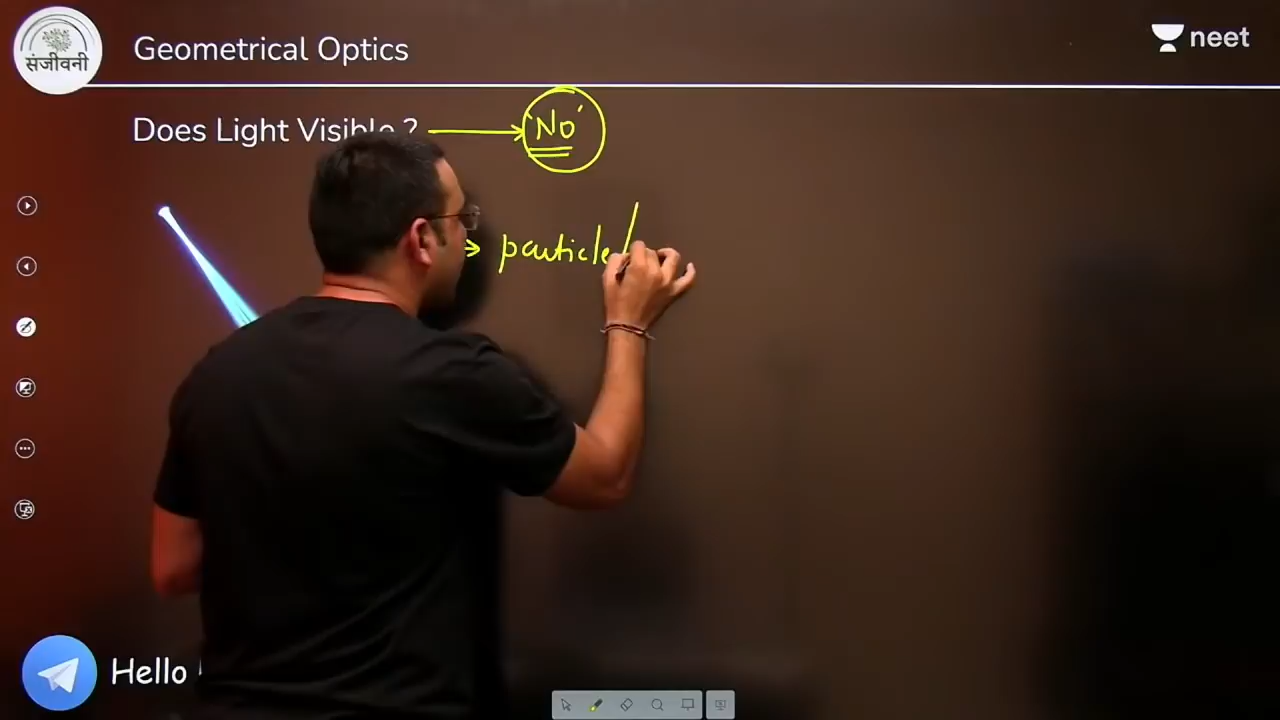 संजीवनी
Geometrical Optics
neet
Does Light Visible ?
'No'
particle/
Hello